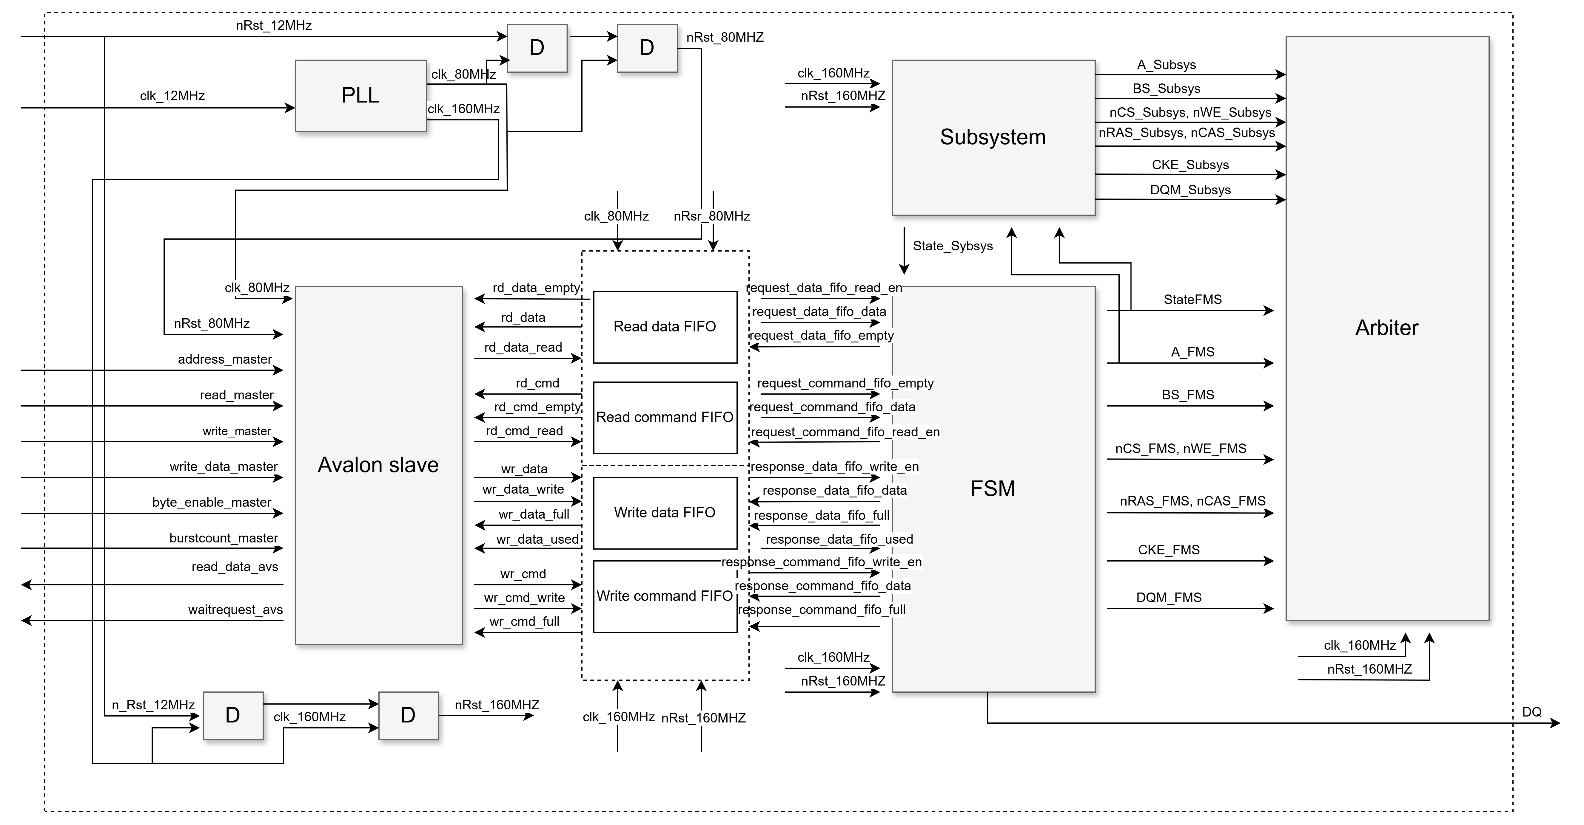 nRst_12MHz
D
D
nRst_80MHZ
PLL
clk_80MHz
clk_12MHz
clk_160MHz
clk_160MHz
nRst_160MHZ
Subsystem
A_Subsys
BS_Subsys
nCS_Subsys, nWE_Subsys
nRAS_Subsys, nCAS_Subsys
CKE_Subsys
DQM_Subsys
Arbiter
clk_80MHz
nRsr_80MHz
State_Sybsys
clk_80MHz
nRst_80MHz
address_master
read_master
write_master
write_data_master
byte_enable_master
burstcount_master
read_data_avs
waitrequest_avs
Avalon slave
rd_data_empty
rd_data
rd_data_read
rd_cmd
rd_cmd_empty
rd_cmd_read
wr_data
wr_data_write
wr_data_full
wr_data_used
wr_cmd
wr_cmd_write
wr_cmd_full
Read data FIFO
Read command FIFO
Write data FIFO
Write command FIFO
request_data_fifo_read_en
request_data_fifo_data
request_data_fifo_empty
request_command_fifo_empty
request_command_fifo_data
request_command_fifo_read_en
response_data_fifo_write_en
response_data_fifo_data
response_data_fifo_full
response_data_fifo_used
response_command_fifo_write_en
response_command_fifo_data
response_command_fifo_full
clk_160MHz
nRst_160MHZ
FSM
StateFMS
A_FMS
BS_FMS
nCS_FMS, nWE_FMS
nRAS_FMS, nCAS_FMS
CKE_FMS
DQM_FMS
clk_160MHz
nRst_160MHZ
n_Rst_12MHz
D
clk_160MHz
D
nRst_160MHZ
clk_160MHz
nRst_160MHZ
DQ